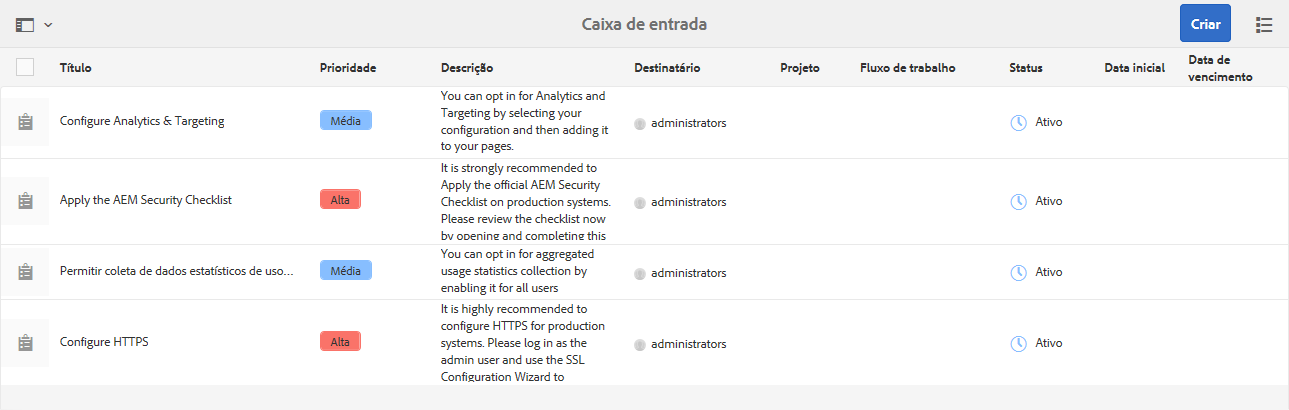 Caixa de entrada
Criar
Título Prioridade Descrição Destinatário Projeto Fluxo de trabalho Status Data inicial Data de
vencimento
You can opt in for Analytics and
Targeting by selecting your
configuration and then adding it
to your pages.
Configure Analytics & Targeting Média administrators Ativo
It is strongly recommended to
Apply the official AEM Security
Checklist on production systems.
Please review the checklist now
by opening and completing this
Apply the AEM Security Checklist Alta administrators Ativo
You can opt in for aggregated
usage statistics collection by
enabling it for all users
Permitir coleta de dados estatísticos de uso... Média administrators Ativo
It is highly recommended to
configure HTTPS for production
systems. Please log in as the
admin user and use the SSL
Configuration Wizard to
Configure HTTPS Alta administrators Ativo